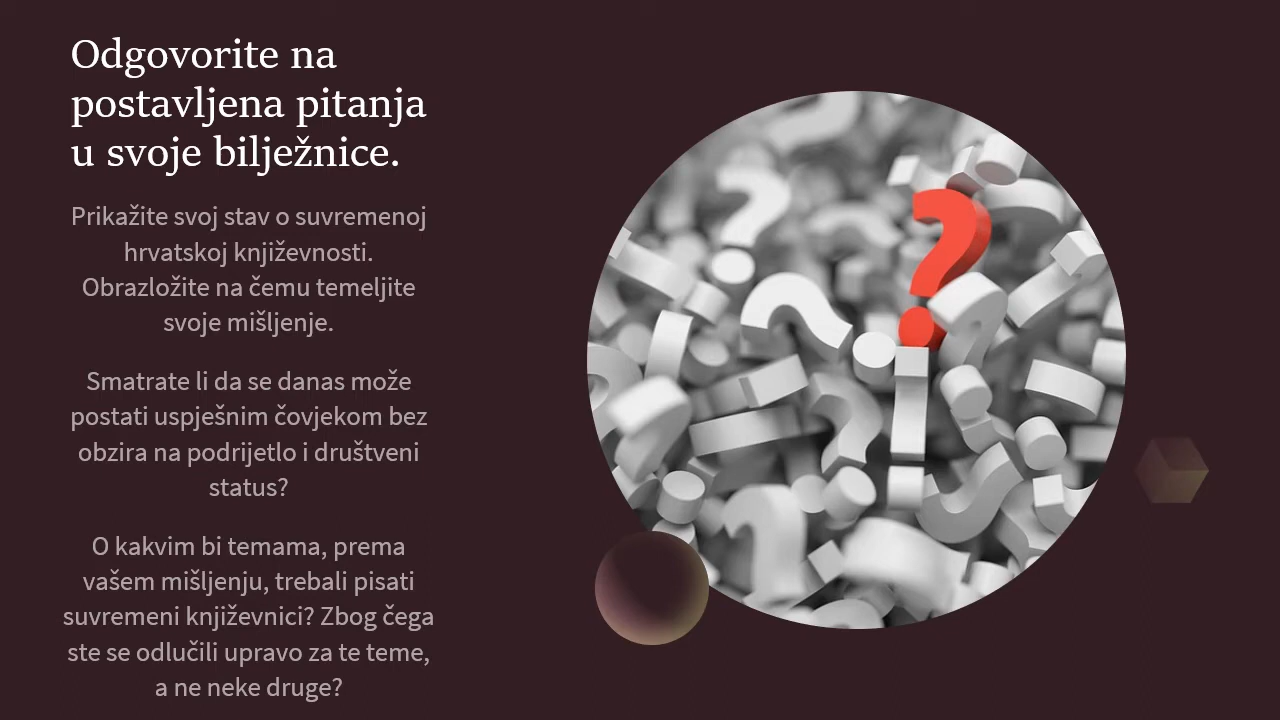 Odgovorite na
postavljena pitanja
u svoje bilježnice.
Prikažite svoj stav o suvremenoj
hrvatskoj književnosti.
Obrazložite na čemu temeljite
svoje mišljenje.
Smatrate li da se danas može
postati uspješnim čovjekom bez
obzira na podrijetlo i društveni
status?
O kakvim bi temama, prema
vašem mišljenju, trebali pisati
suvremeni književnici? Zbog čega
ste se odlučili upravo za te teme,
a ne neke druge?